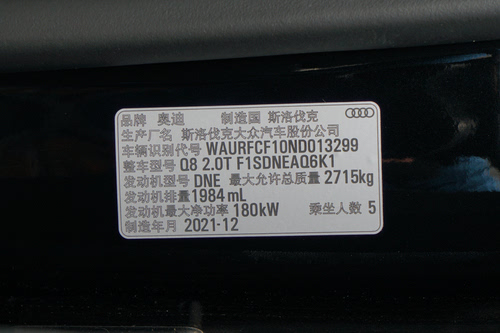 品牌 奥迪 制造国 斯洛伐克
生产厂名 斯洛伐克大众汽车股份公司
车辆识别代号 WAURFCF10ND013299
整车型号 Q8 2.0T F1SDNEAQ6K1
发动机型号 DNE 最大允许总质量 2715kg
发动机排量 1984 mL
发动机最大净功率 180kW 乘坐人数 5
制造年月 2021-12